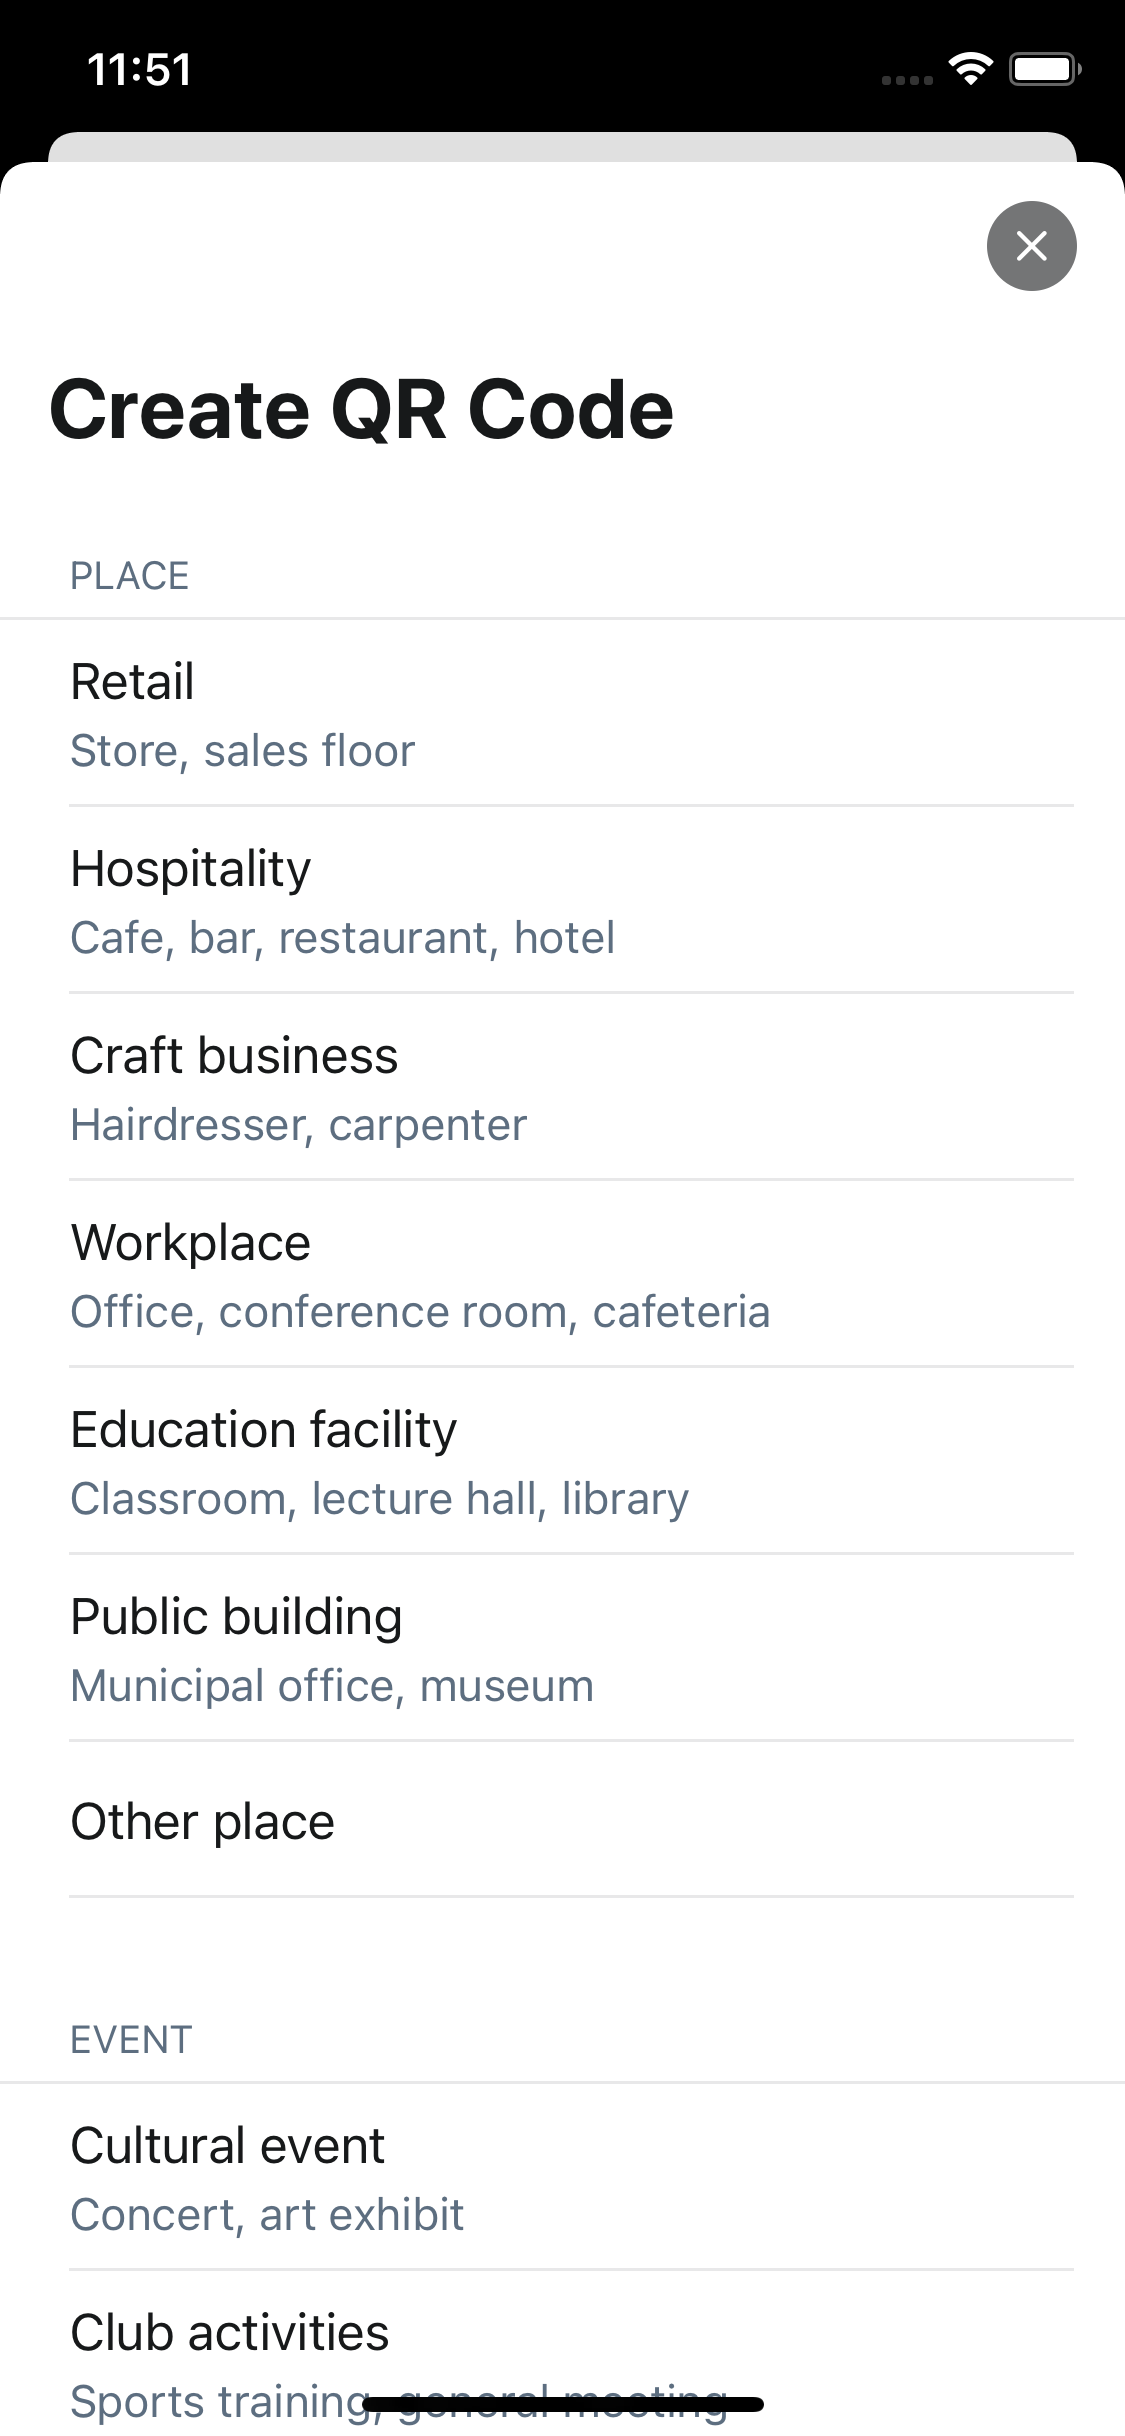 11:51
Create QR Code
PLACE
Retail
Store, sales floor
Hospitality
Cafe, bar, restaurant, hotel
Craft business
Hairdresser, carpenter
Workplace
Office, conference room, cafeteria
Education facility
Classroom, lecture hall, library
Public building
Municipal office, museum
Other place
EVENT
Cultural event
Concert, art exhibit
Club activities
Sports training, general meeting